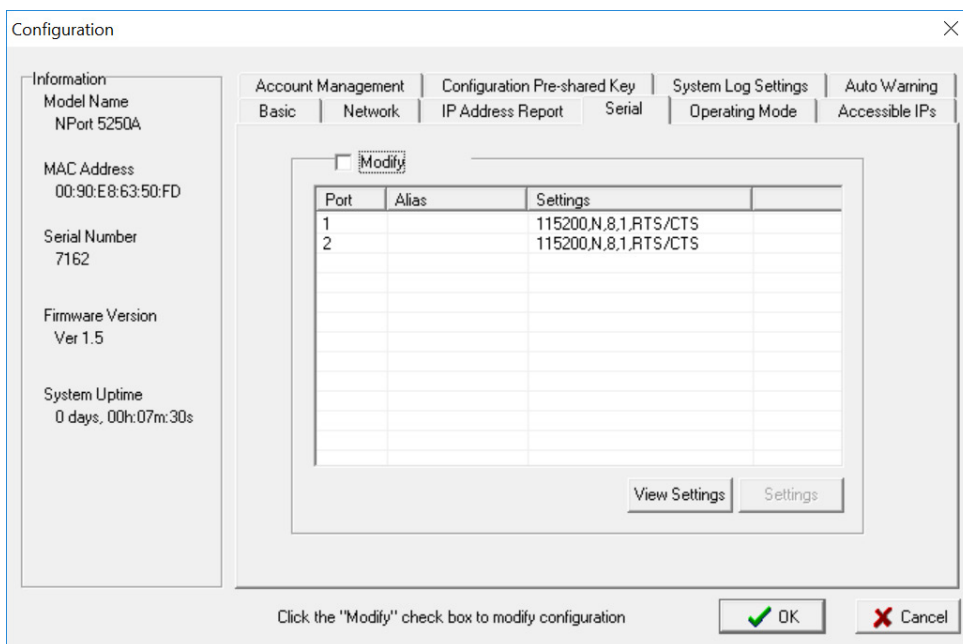 Configuration
Information
Model Name
NPort 5250A
MAC Address
00:90:E8:63:50:FD
Serial Number
7162
Firmware Version
Ver 1.5
System Uptime
0 days, 00h:07m:30s
Account Management Configuration Pre-shared Key System Log Settings Auto Warning
Basic Network IP Address Report Serial Operating Mode Accessible IPs
Modify
Port Alias Settings
1 115200,N,8,1,RTS/CTS
2 115200,N,8,1,RTS/CTS
View Settings Settings
Click the "Modify" check box to modify configuration OK Cancel